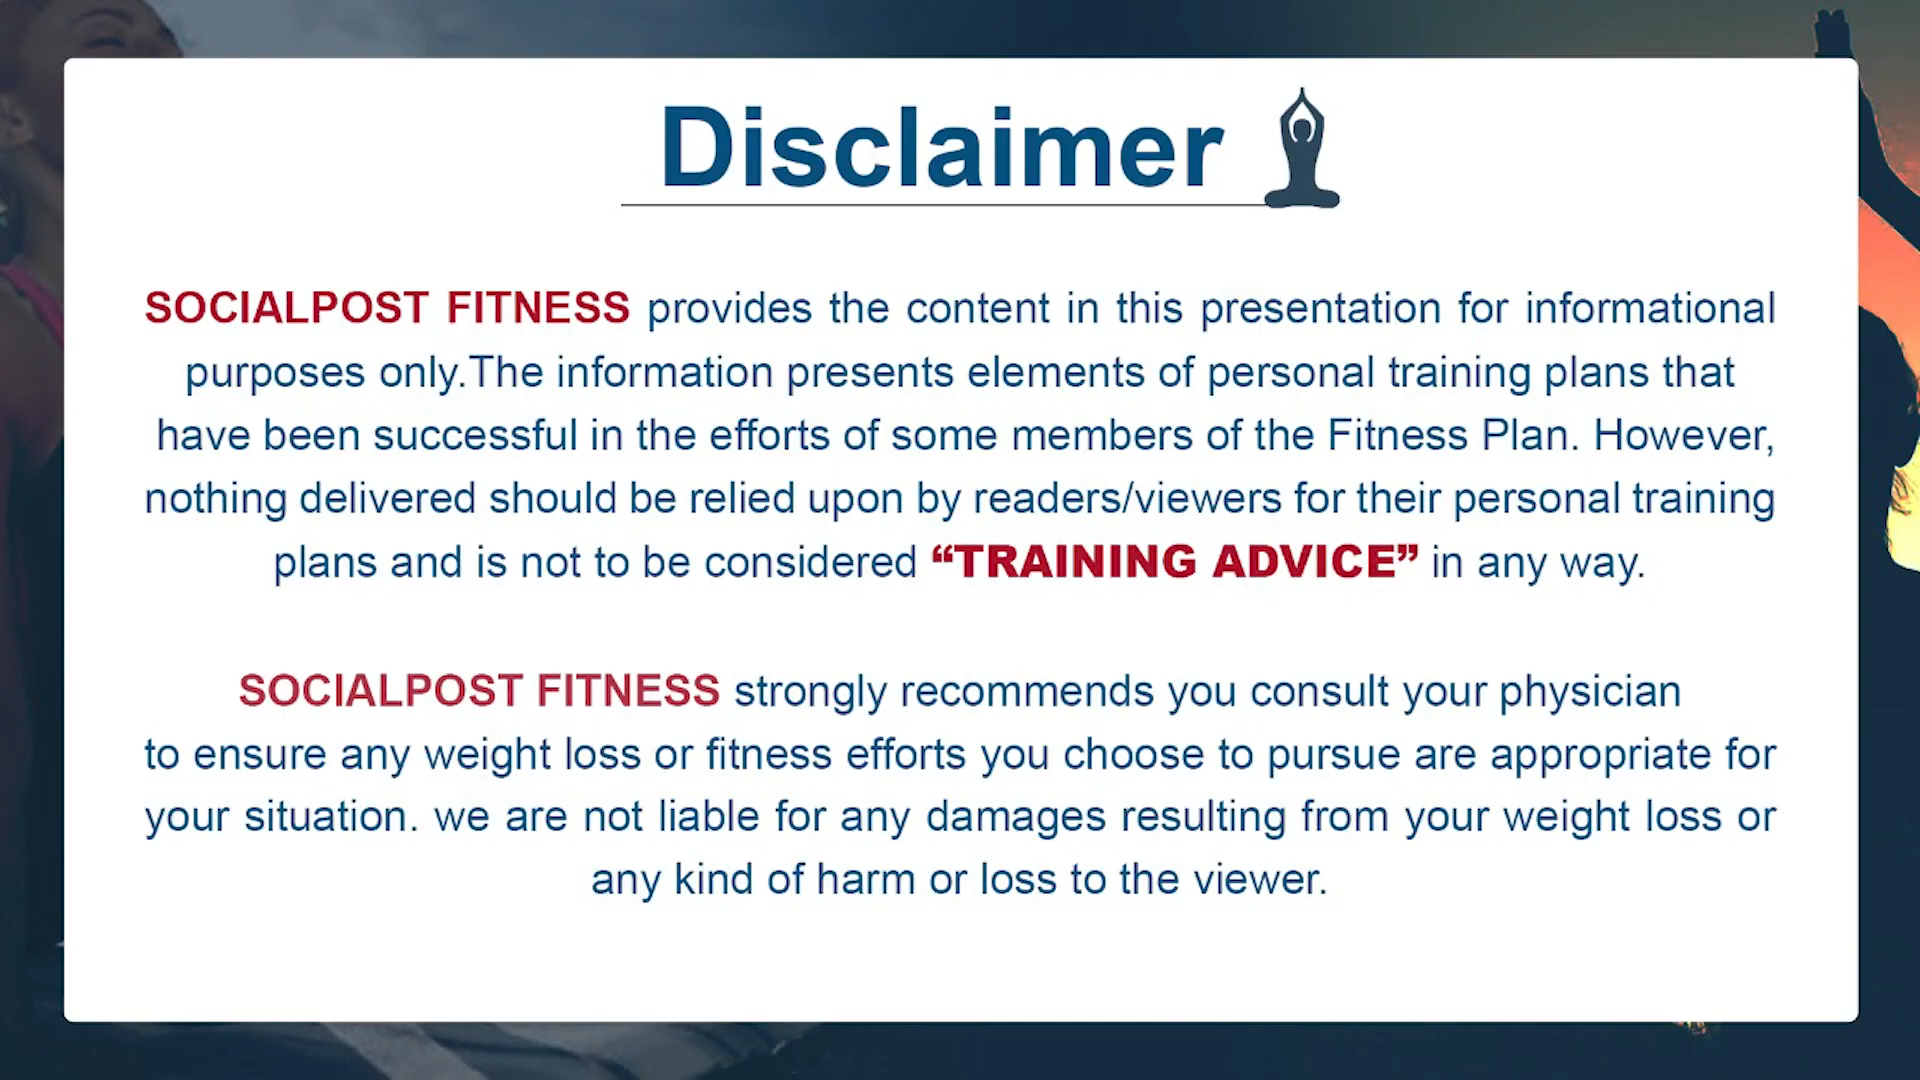 Disclaimer
SOCIALPOST FITNESS provides the content in this presentation for informational
purposes only.The information presents elements of personal training plans that
have been successful in the efforts of some members of the Fitness Plan. However,
nothing delivered should be relied upon by readers/viewers for their personal training
plans and is not to be considered “TRAINING ADVICE” in any way.
SOCIALPOST FITNESS strongly recommends you consult your physician
to ensure any weight loss or fitness efforts you choose to pursue are appropriate for
your situation. we are not liable for any damages resulting from your weight loss or
any kind of harm or loss to the viewer.